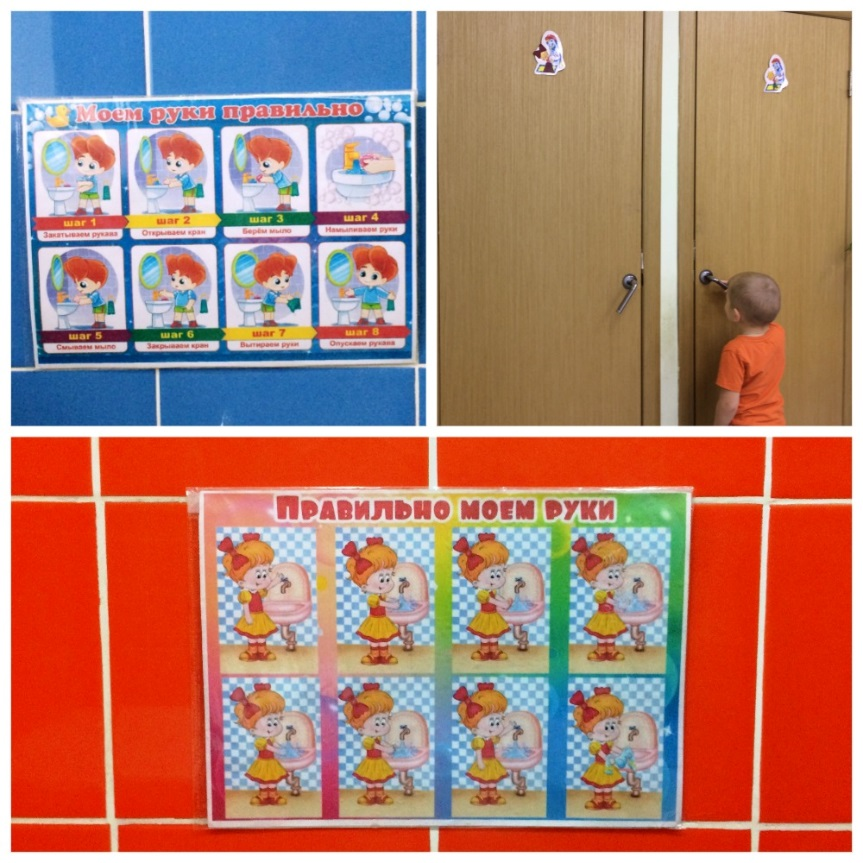 Моем руки правильно
шаг 1 шаг 2 шаг 3 шаг 4
Закатываем рукава Открываем кран Берём мыло Намыливаем руки
шаг 5 шаг 6 шаг 7 шаг 8
Смываем мыло Закрываем кран Вытираем руки Опускаем рукава
Правильно моем руки